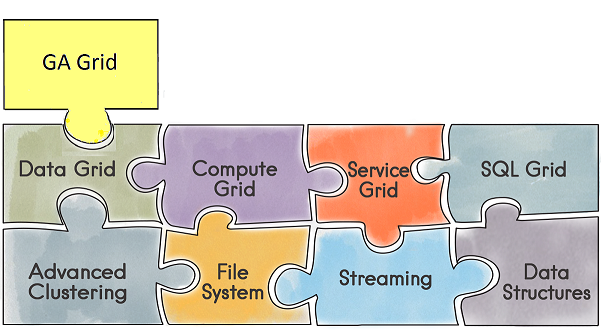 GA Grid
Data Grid
Compute
Grid
Service
Grid
SQL Grid
Advanced
Clustering
File
System
Streaming
Data
Structures